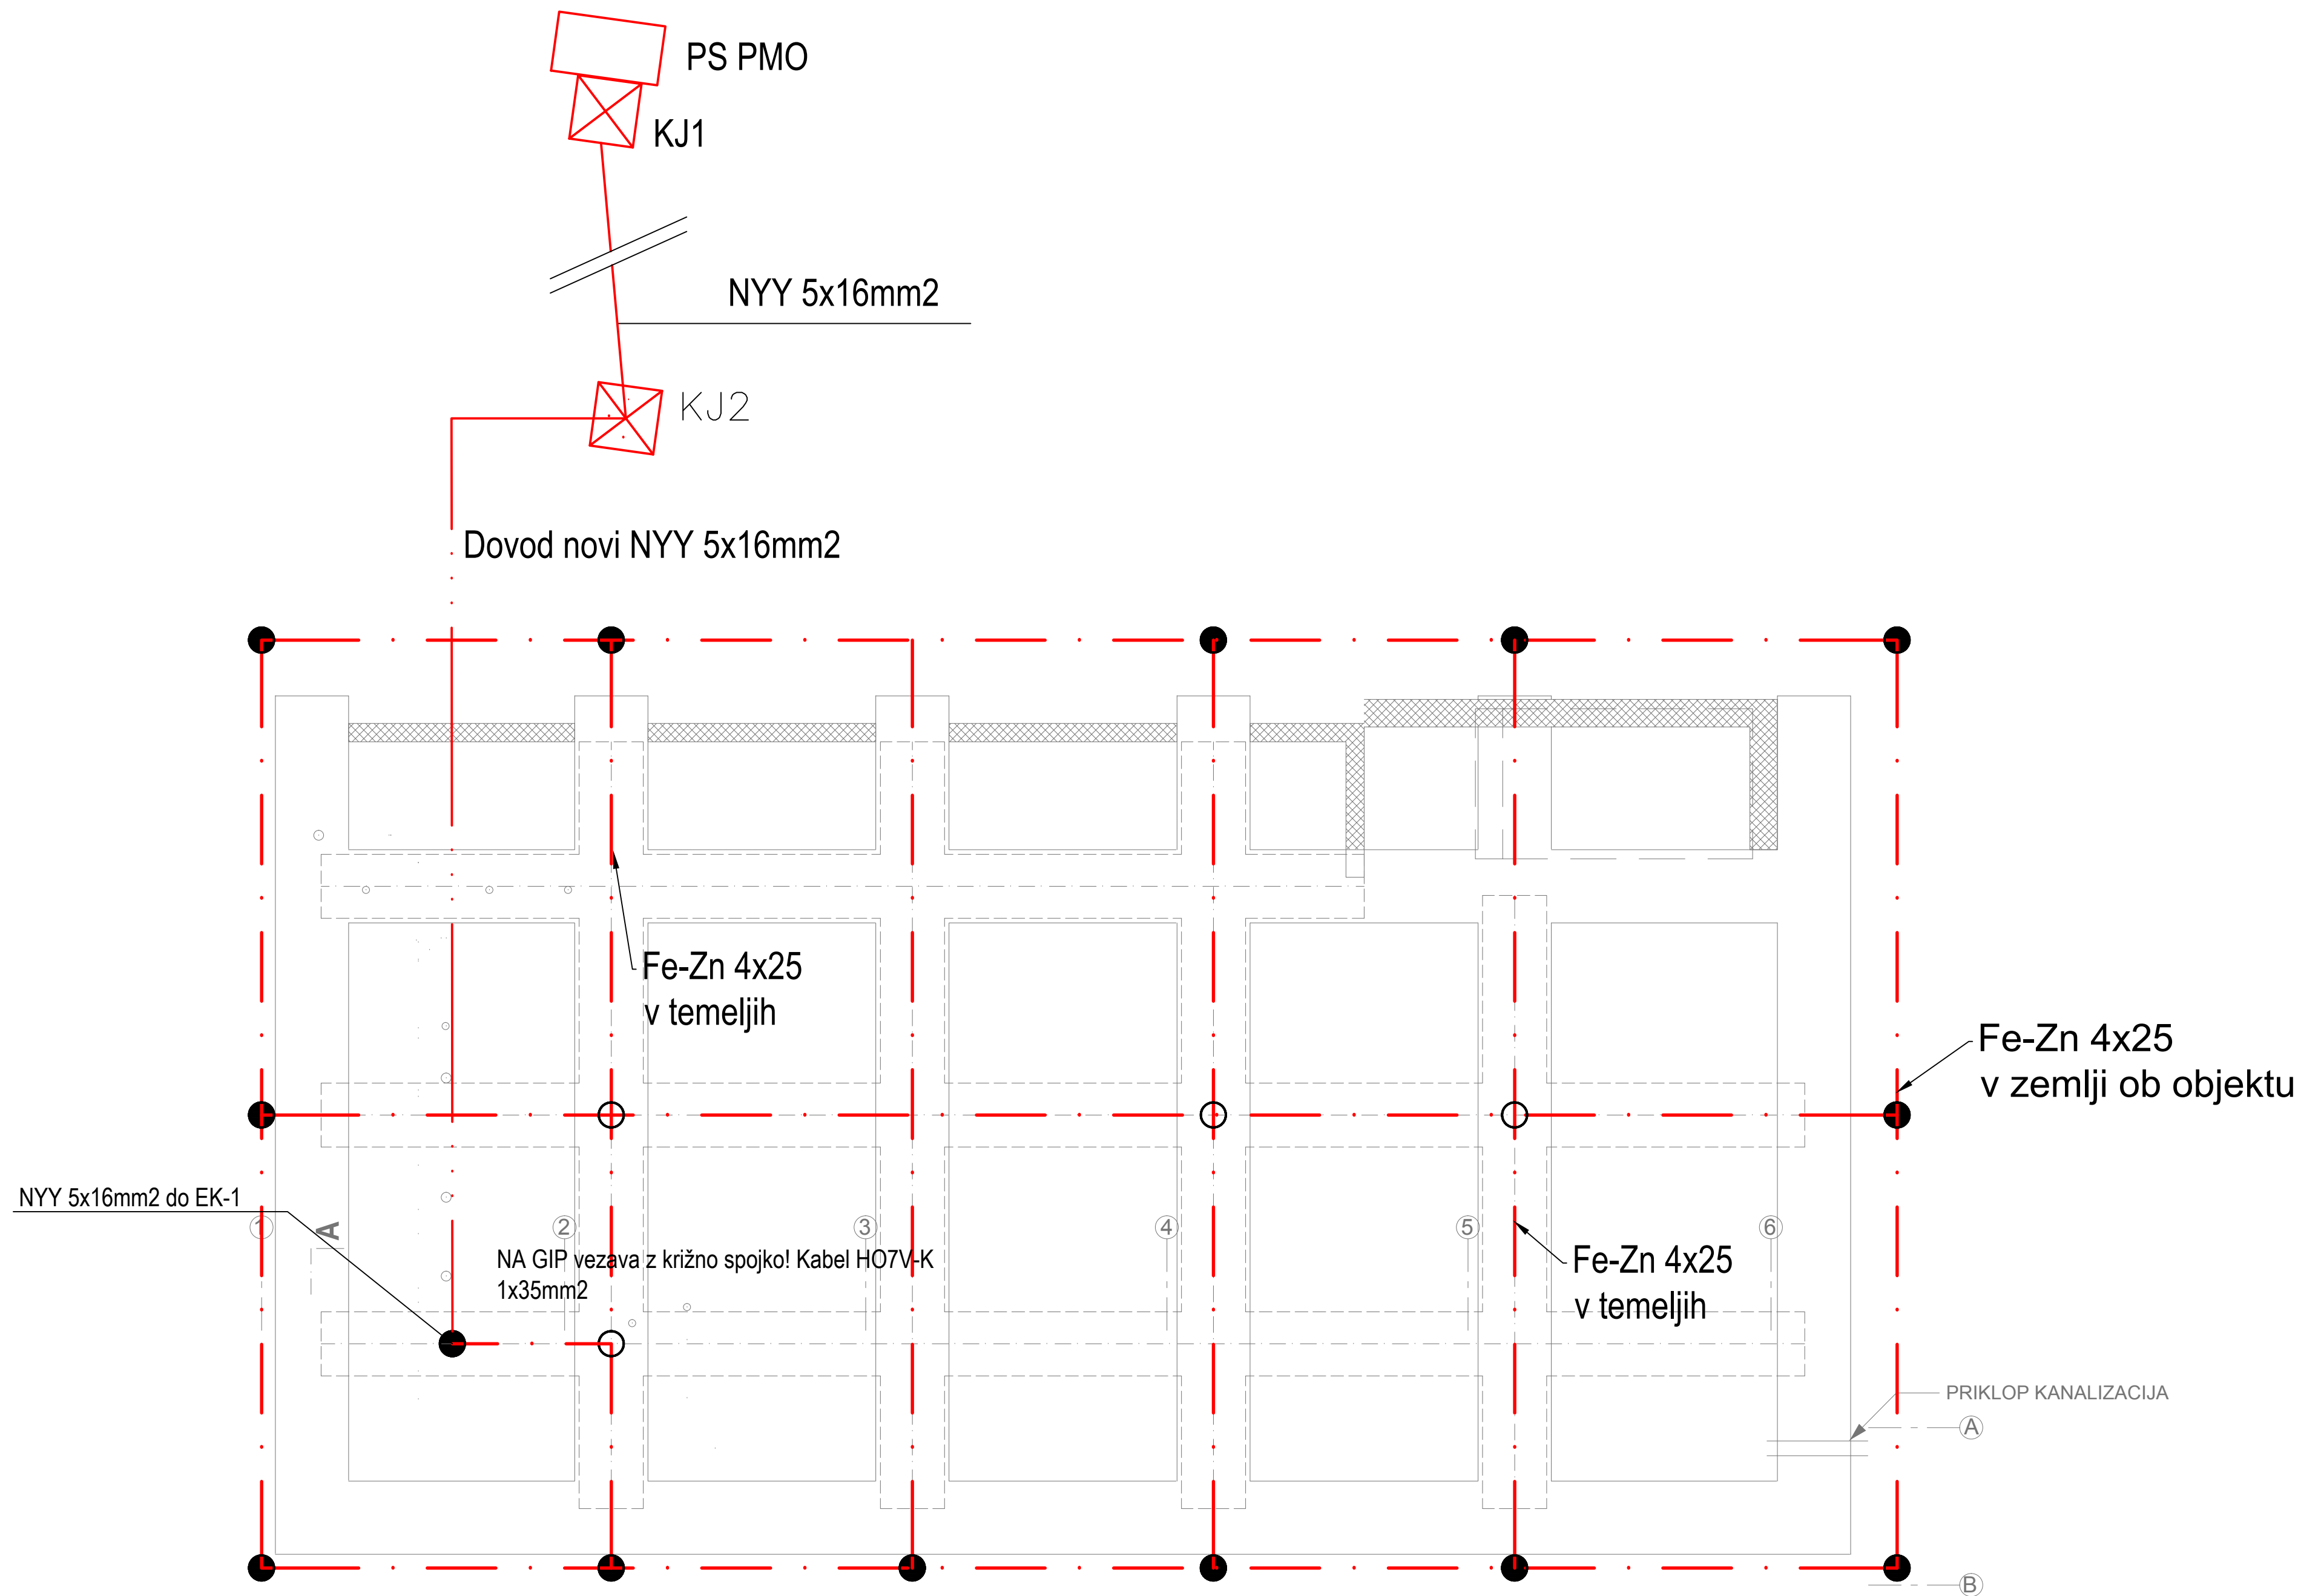 PS PMO
KJ1
NYY 5x16mm2
KJ2
Dovod novi NYY 5x16mm2
Fe-Zn 4x25
v temeljih
Fe-Zn 4x25
v zemlji ob objektu
NYY 5x16mm2 do EK-1
1
A
2
3
4
5
6
NA GIP vezava z križno spojko! Kabel HO7V-K
1x35mm2
Fe-Zn 4x25
v temeljih
PRIKLOP KANALIZACIJA
A
B